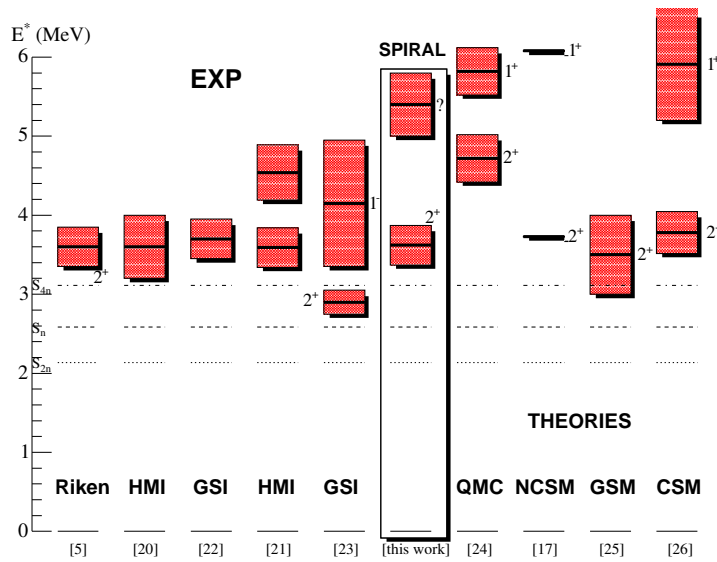 E* (MeV)
SPIRAL
6
EXP
1+
1+
?
5
2+
1-
4
2+
2+
2+
2+
2+
S4n
3
2+
Sn
S2n
2
THEORIES
1
Riken HMI GSI HMI GSI QMC NCSM GSM CSM
0
[5] [20] [22] [21] [23] [this work] [24] [17] [25] [26]